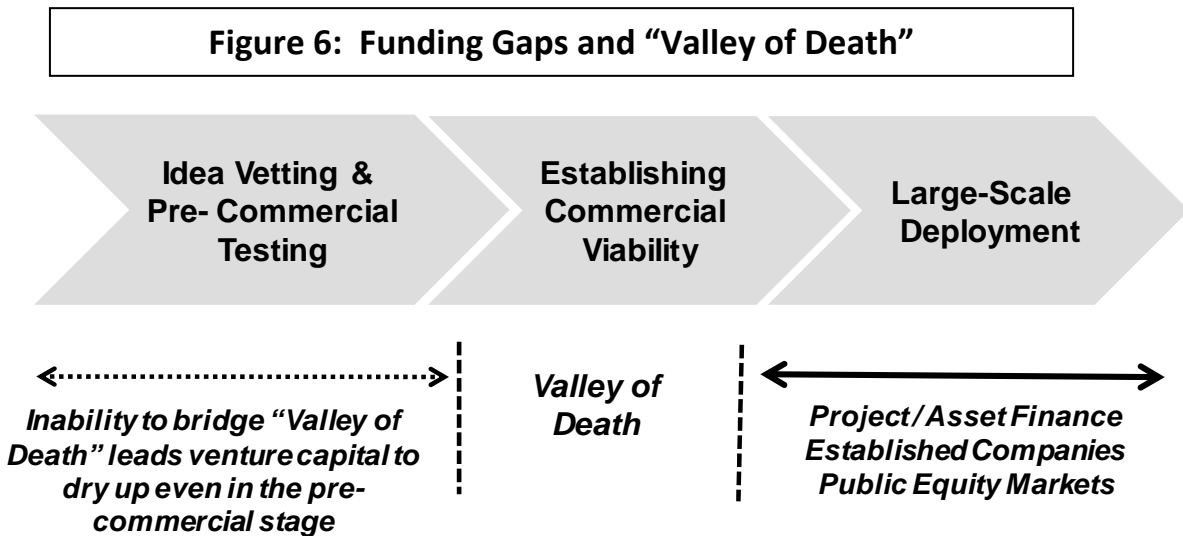 Figure 6:  Funding Gaps and “Valley of Death”
Idea Vetting &
Pre- Commercial
Testing
Establishing
Commercial
Viability
Large-Scale
Deployment
Inability to bridge “Valley of
Death” leads venture capital to
dry up even in the pre-
commercial stage
Valley of
Death
Project/Asset Finance
Established Companies
Public Equity Markets